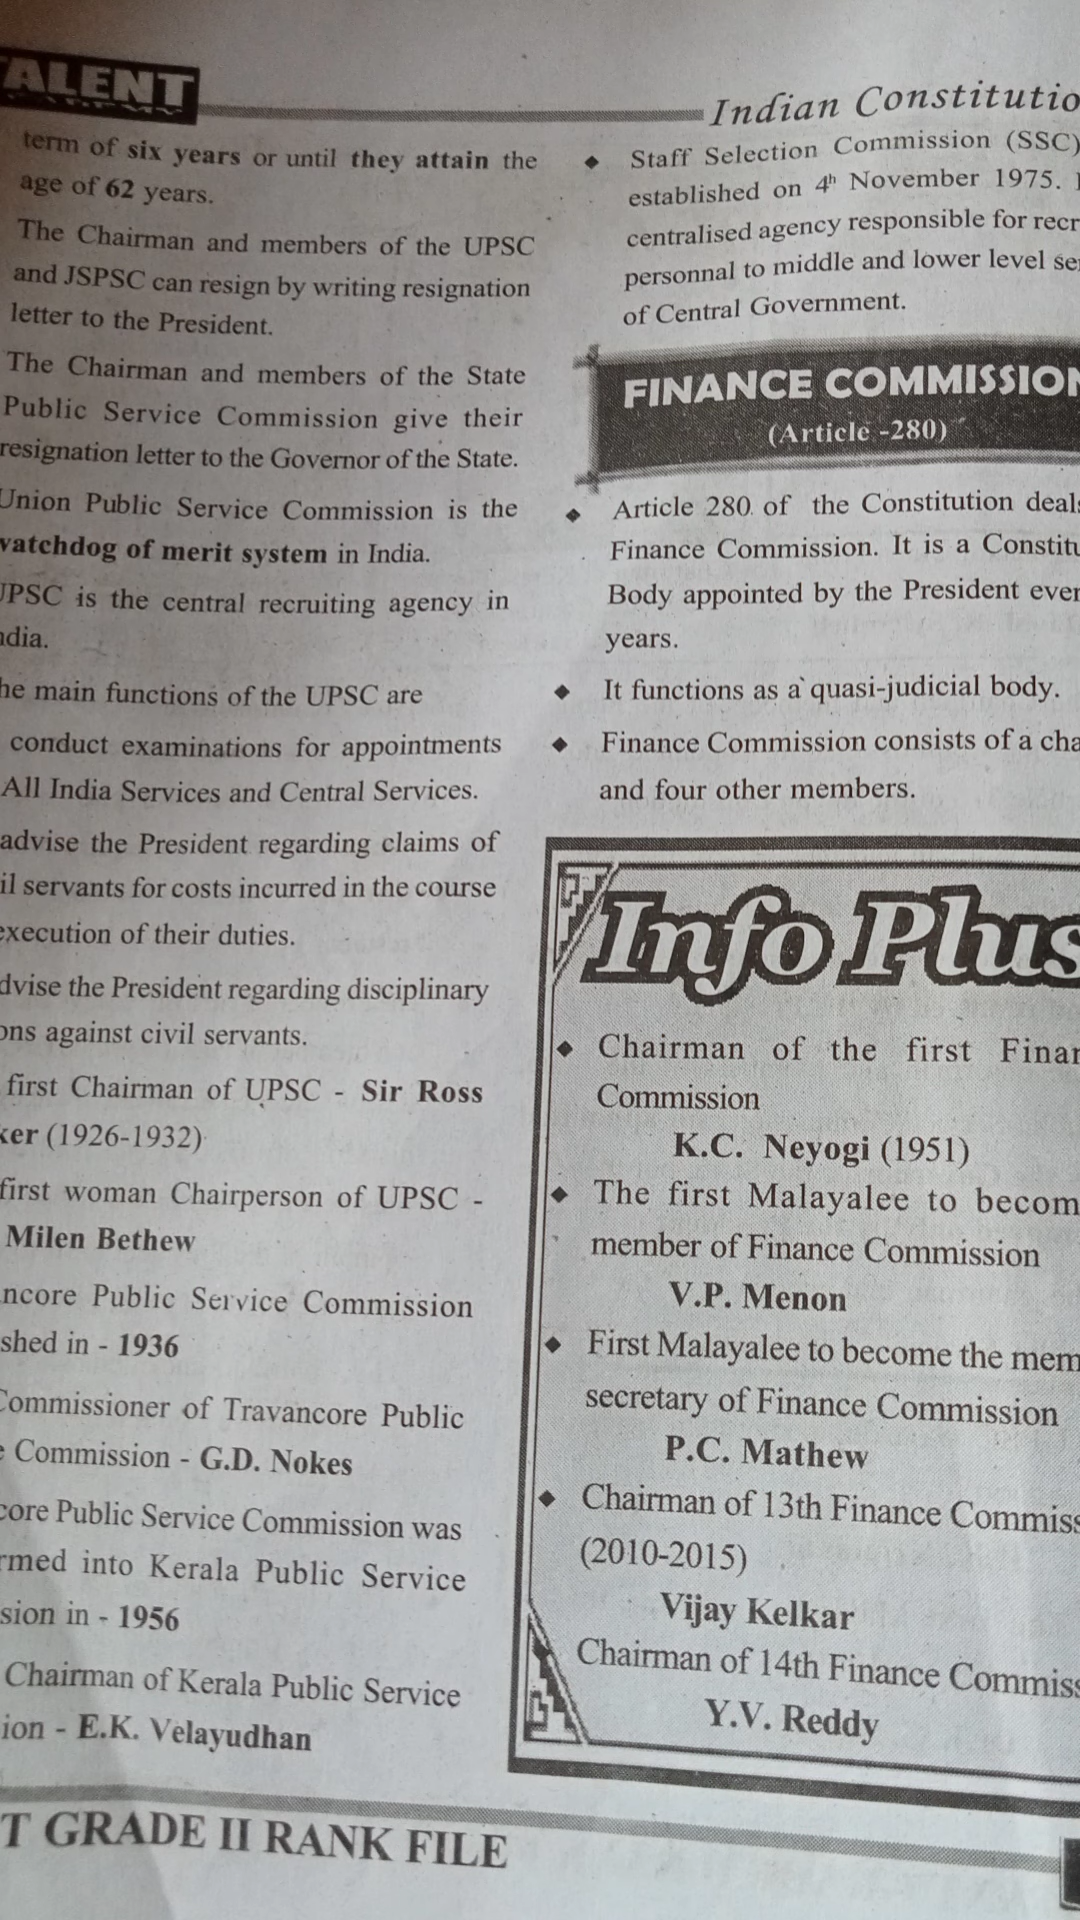 TALENT
Indian Constitutio
term of six years or until they attain the
age of 62 years.
The Chairman and members of the UPSC
and JSPSC can resign by writing resignation
letter to the President.
The Chairman and members of the State
Public Service Commission give their
resignation letter to the Governor of the State.
Union Public Service Commission is the
watchdog of merit system in India.
UPSC is the central recruiting agency in
ndia.
he main functions of the UPSC are
conduct examinations for appointments
All India Services and Central Services.
advise the President regarding claims of
il servants for costs incurred in the course
execution of their duties.
dvise the President regarding disciplinary
ons against civil servants.
first Chairman of UPSC - Sir Ross
ker (1926-1932)
first woman Chairperson of UPSC -
Milen Bethew
ncore Public Service Commission
shed in - 1936
Commissioner of Travancore Public
e Commission - G.D. Nokes
core Public Service Commission was
rmed into Kerala Public Service
sion in - 1956
Chairman of Kerala Public Service
ion - E.K. Velayudhan
◆ Staff Selection Commission (SSC)
established on 4h November 1975. I
centralised agency responsible for recr
personnal to middle and lower level se
of Central Government.
FINANCE COMMISSION
(Article -280)
◆ Article 280 of the Constitution deals
Finance Commission. It is a Constitu
Body appointed by the President ever
years.
◆ It functions as a quasi-judicial body.
◆ Finance Commission consists of a cha
and four other members.
Info Plus
◆ Chairman of the first Finan
Commission
K.C. Neyogi (1951)
◆ The first Malayalee to becom
member of Finance Commission
V.P. Menon
◆ First Malayalee to become the mem
secretary of Finance Commission
P.C. Mathew
◆ Chairman of 13th Finance Commiss
(2010-2015)
Vijay Kelkar
Chairman of 14th Finance Commiss
Y.V. Reddy
T GRADE II RANK FILE